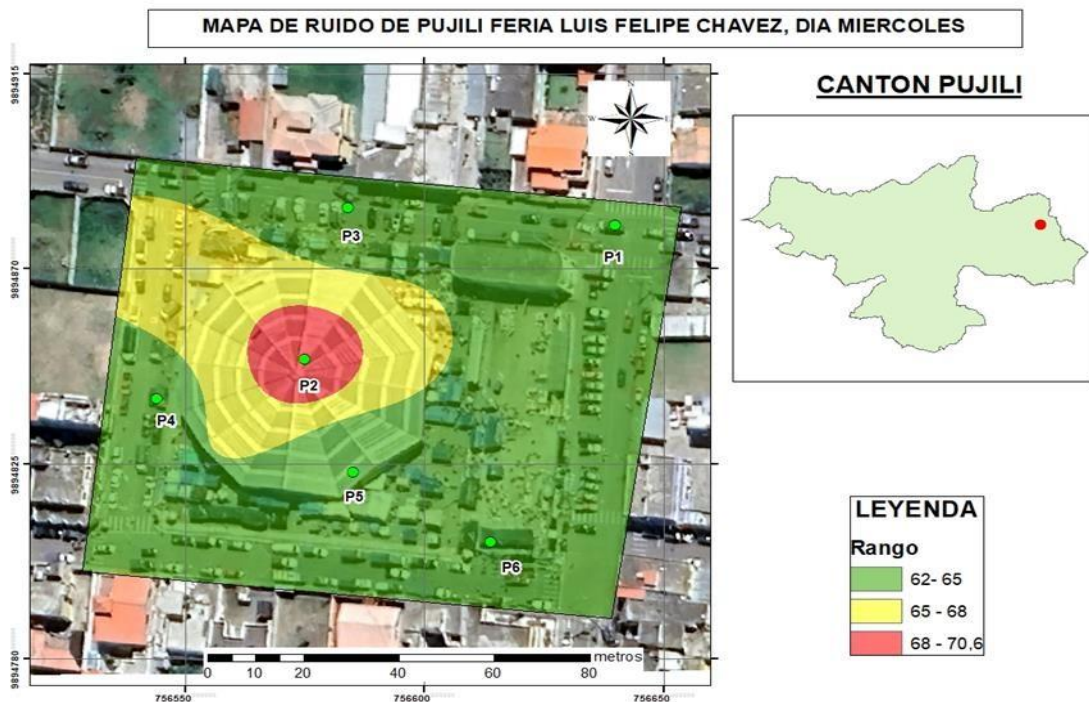 MAPA DE RUIDO DE PUJILI FERIA LUIS FELIPE CHAVEZ, DIA MIERCOLES
CANTON PUJILI
N
W
E
S
P3
P1
P2
P4
P5
P6
9894915
9894870
9894825
9894780
756550
756600
756650
metros
0 10 20 40 60 80
LEYENDA
Rango
62- 65
65 - 68
68 - 70,6